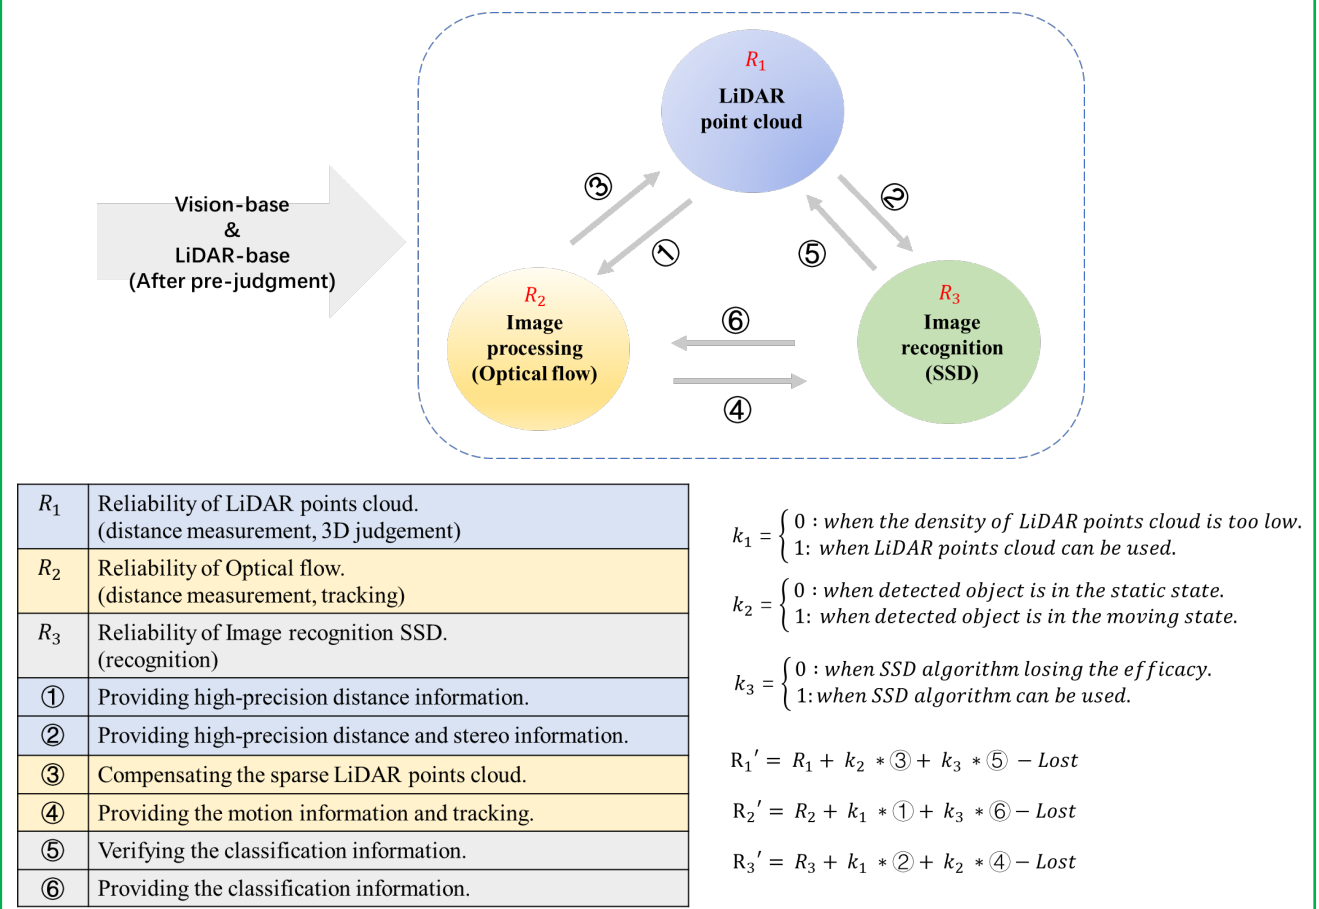 R₁
LiDAR
point cloud
③
②
Vision-base
&
LiDAR-base
(After pre-judgment)
①
⑤
R₂
Image
processing
(Optical flow)
⑥
④
R₃
Image
recognition
(SSD)
R₁ Reliability of LiDAR points cloud.
(distance measurement, 3D judgement)
R₂ Reliability of Optical flow.
(distance measurement, tracking)
R₃ Reliability of Image recognition SSD.
(recognition)
① Providing high-precision distance information.
② Providing high-precision distance and stereo information.
③ Compensating the sparse LiDAR points cloud.
④ Providing the motion information and tracking.
⑤ Verifying the classification information.
⑥ Providing the classification information.
k₁ = { 0 : when the density of LiDAR points cloud is too low.
1: when LiDAR points cloud can be used.
k₂ = { 0 : when detected object is in the static state.
1: when detected object is in the moving state.
k₃ = { 0 : when SSD algorithm losing the efficacy.
1: when SSD algorithm can be used.
R₁′ = R₁ + k₂ * ③ + k₃ * ⑤ − Lost
R₂′ = R₂ + k₁ * ① + k₃ * ⑥ − Lost
R₃′ = R₃ + k₁ * ② + k₂ * ④ − Lost